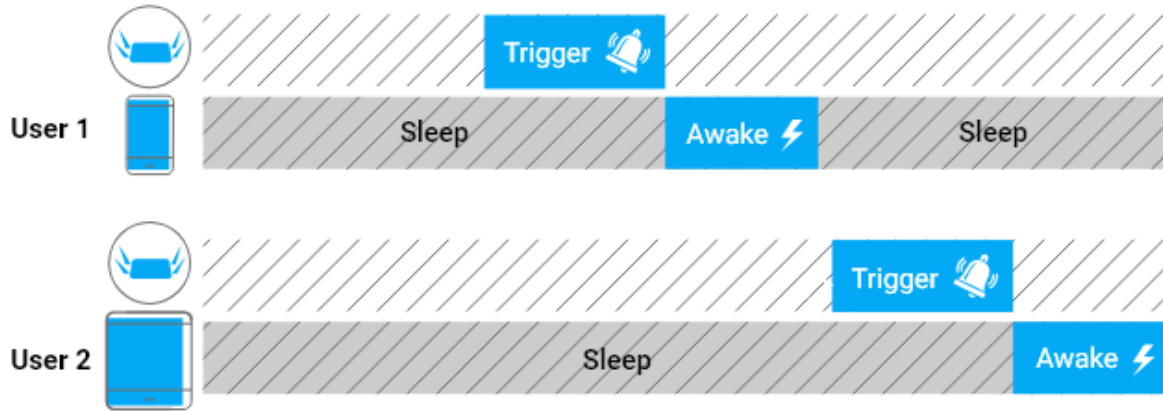 Trigger
User 1
Sleep
Awake
Sleep
Trigger
User 2
Sleep
Awake